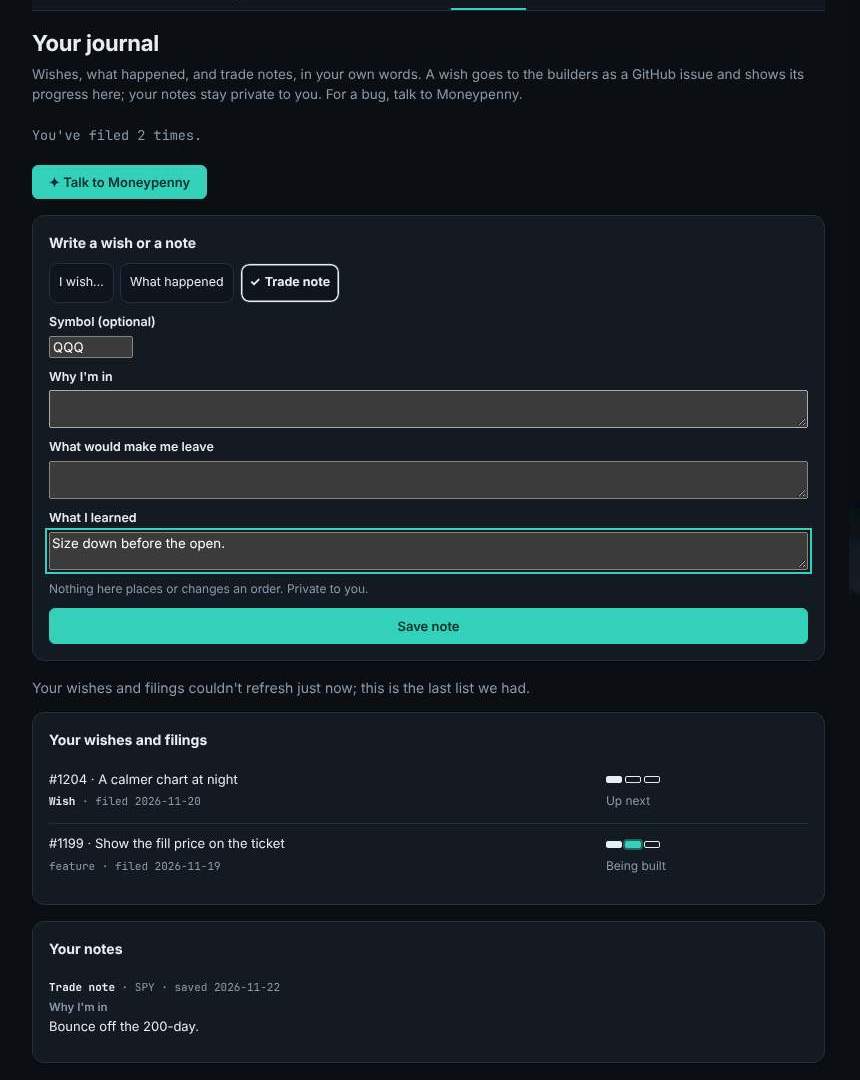 Your journal
Wishes, what happened, and trade notes, in your own words. A wish goes to the builders as a GitHub issue and shows its
progress here; your notes stay private to you. For a bug, talk to Moneypenny.
You've filed 2 times.
✦ Talk to Moneypenny
Write a wish or a note
I wish...
What happened
✓ Trade note
Symbol (optional)
QQQ
Why I'm in
What would make me leave
What I learned
Size down before the open.
Nothing here places or changes an order. Private to you.
Save note
Your wishes and filings couldn't refresh just now; this is the last list we had.
Your wishes and filings
#1204 · A calmer chart at night
Wish · filed 2026-11-20
Up next
#1199 · Show the fill price on the ticket
feature · filed 2026-11-19
Being built
Your notes
Trade note · SPY · saved 2026-11-22
Why I'm in
Bounce off the 200-day.